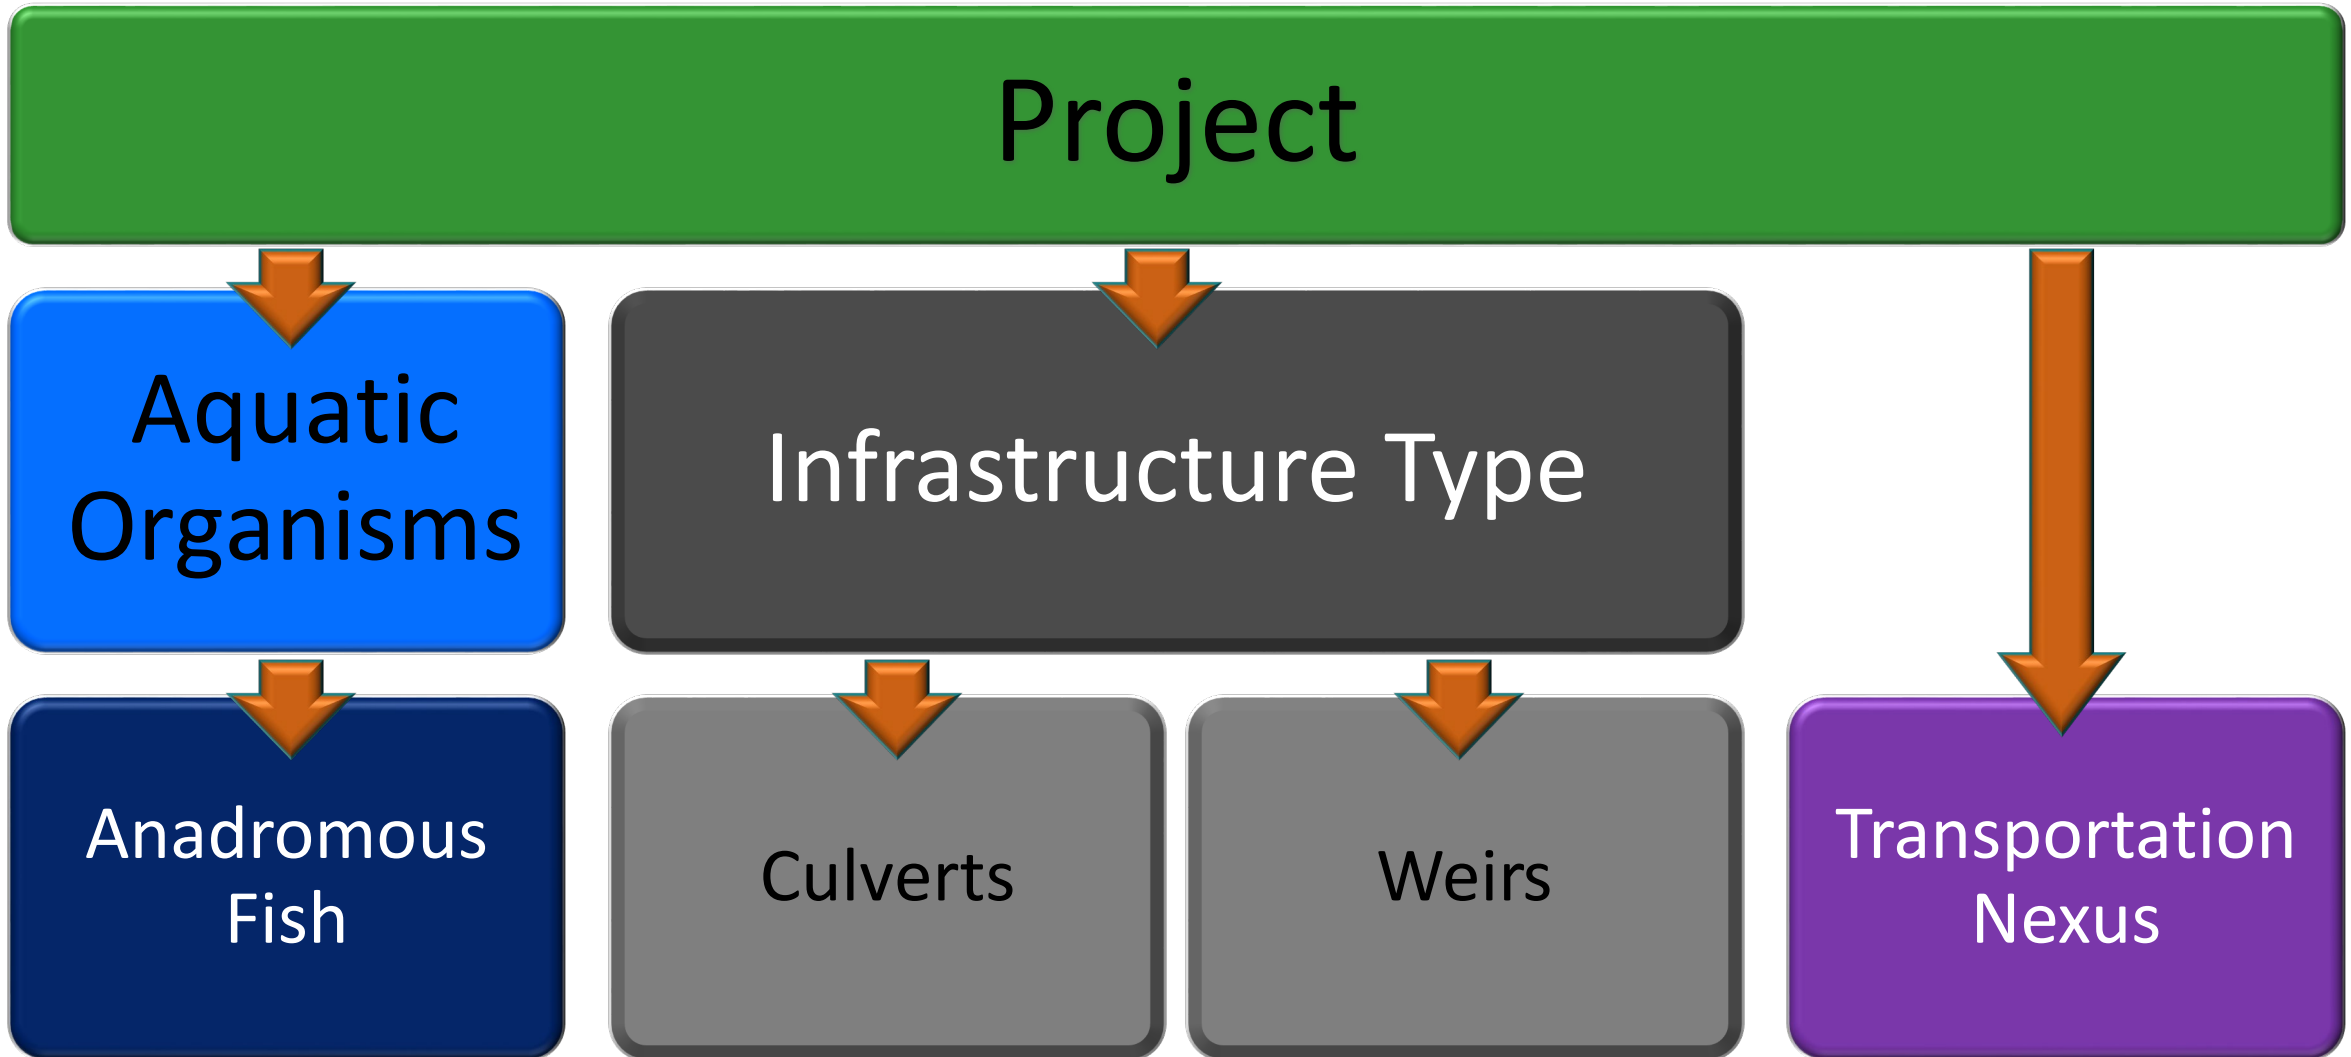 Project
Aquatic
Organisms
Infrastructure Type
Anadromous
Fish
Culverts
Weirs
Transportation
Nexus